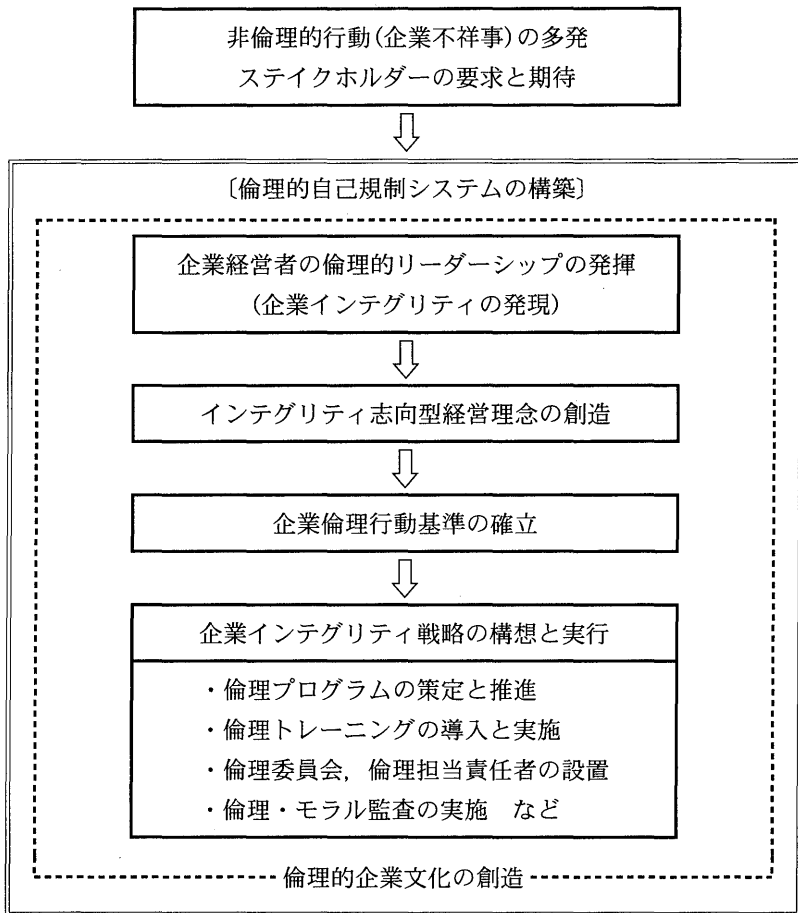 非倫理的行動(企業不祥事)の多発
ステイクホルダーの要求と期待
〔倫理的自己規制システムの構築〕
企業経営者の倫理的リーダーシップの発揮
(企業インテグリティの発現)
インテグリティ志向型経営理念の創造
企業倫理行動基準の確立
企業インテグリティ戦略の構想と実行
・倫理プログラムの策定と推進
・倫理トレーニングの導入と実施
・倫理委員会，倫理担当責任者の設置
・倫理・モラル監査の実施　など
倫理的企業文化の創造